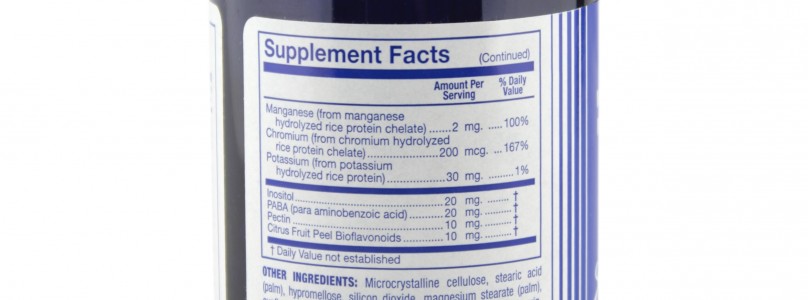 Supplement Facts (Continued)
Amount Per Serving % Daily Value
Manganese (from manganese
hydrolyzed rice protein chelate)......2 mg. ....100%
Chromium (from chromium hydrolyzed
rice protein chelate)..................200 mcg. ...167%
Potassium (from potassium
hydrolyzed rice protein)...............30 mg. .......1%
Inositol.....................................20 mg. ....... †
PABA (para aminobenzoic acid).........20 mg. ....... †
Pectin.......................................10 mg. ....... †
Citrus Fruit Peel Bioflavonoids.........10 mg. ....... †
† Daily Value not established
OTHER INGREDIENTS: Microcrystalline cellulose, stearic acid
(palm), hypromellose, silicon dioxide, magnesium stearate (palm),